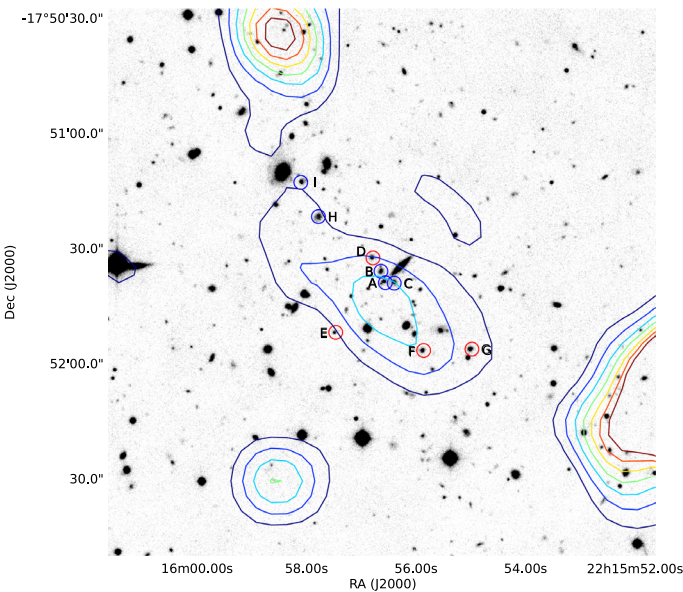 -17°50'30.0"
51'00.0"
I
H
30.0"
D
B
A C
E
F G
52'00.0"
30.0"
Dec (J2000)
16m00.00s 58.00s 56.00s 54.00s 22h15m52.00s
RA (J2000)